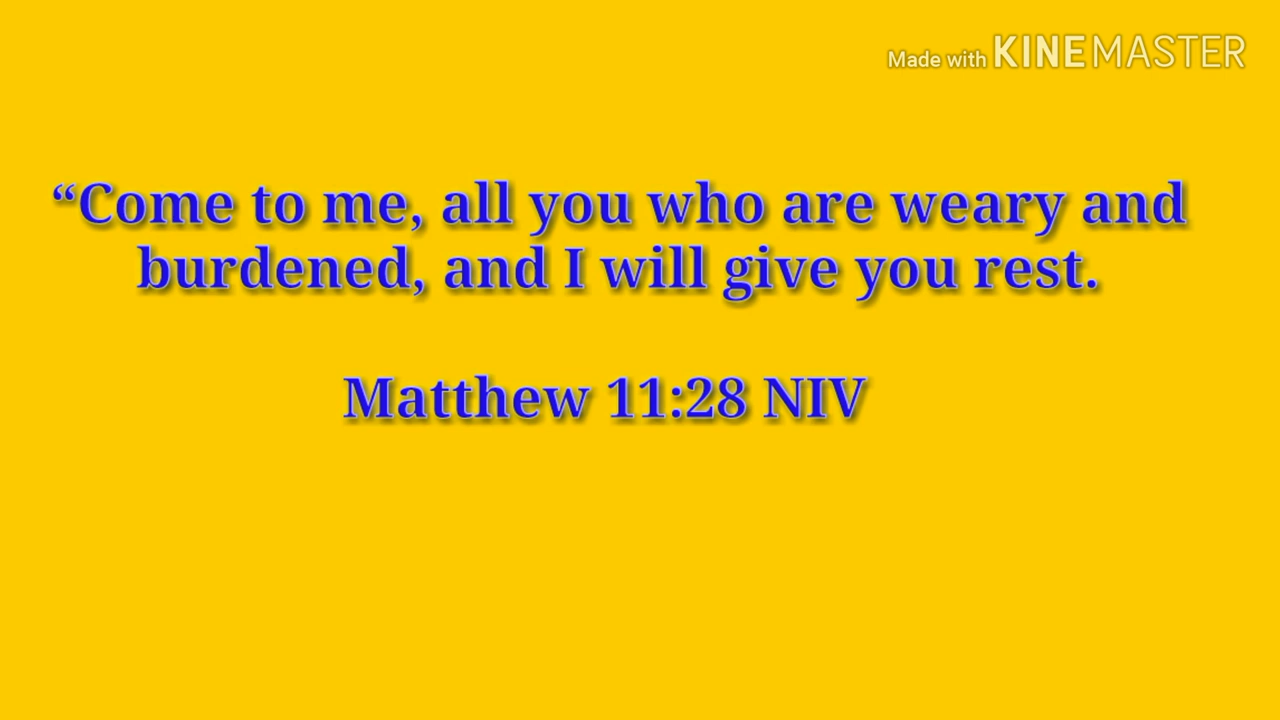 Made with KINEMASTER
“Come to me, all you who are weary and
burdened, and I will give you rest.
Matthew 11:28 NIV